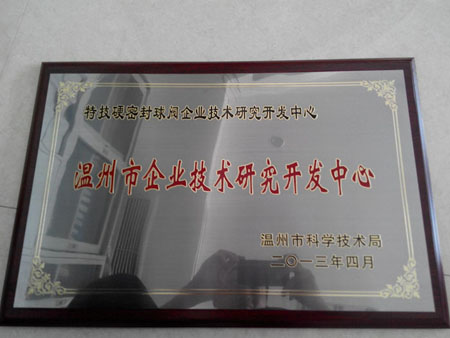 特技硬密封球阀企业技术研究开发中心
温州市企业技术研究开发中心
温州市科学技术局
二〇一三年四月